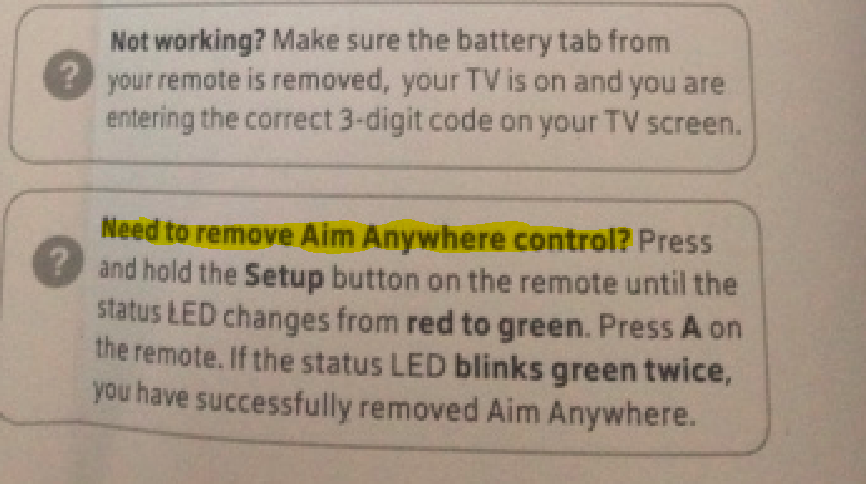 Not working? Make sure the battery tab from
your remote is removed, your TV is on and you are
entering the correct 3-digit code on your TV screen.
Need to remove Aim Anywhere control? Press
and hold the Setup button on the remote until the
status LED changes from red to green. Press A on
the remote. If the status LED blinks green twice,
you have successfully removed Aim Anywhere.